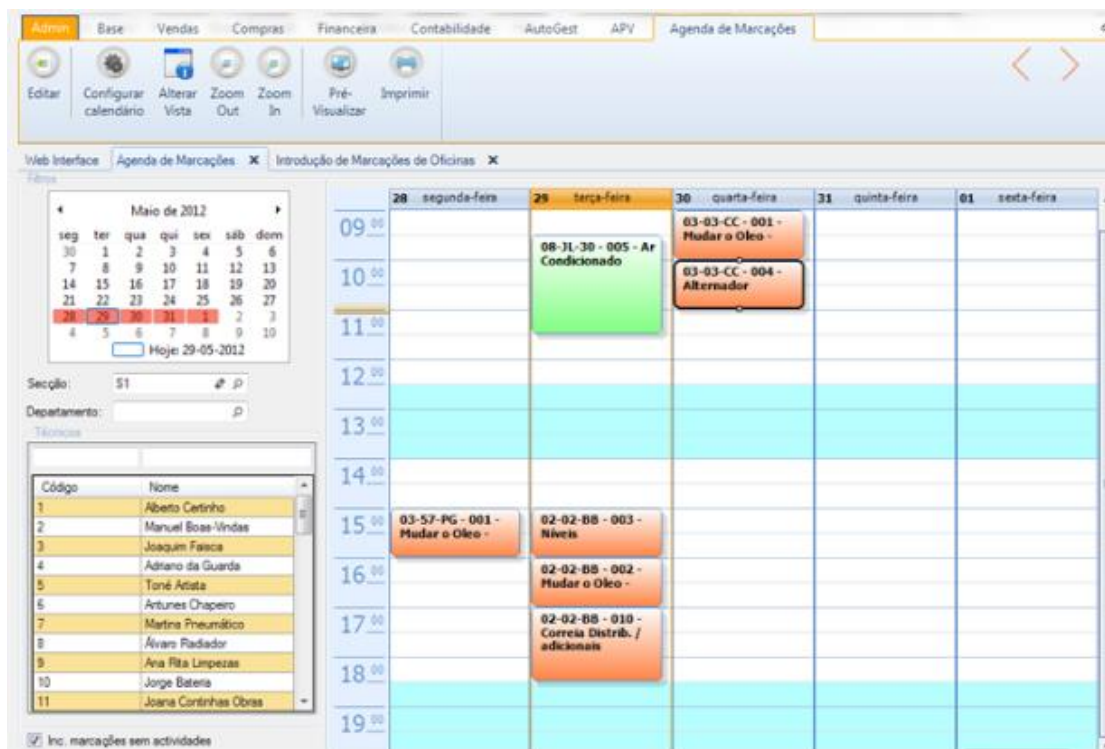 Admin Base Vendas Compras Financeira Contabilidade AutoGest APV Agenda de Marcações
Editar Configurar calendário Alterar Vista Zoom Out Zoom In Pré-Visualizar Imprimir
Web Interface Agenda de Marcações X Introdução de Marcações de Oficinas X
Filtros
Maio de 2012
seg ter qua qui sex sáb dom
30 1 2 3 4 5 6
7 8 9 10 11 12 13
14 15 16 17 18 19 20
21 22 23 24 25 26 27
28 29 30 31 1 2 3
4 5 6 7 8 9 10
Hoje: 29-05-2012
Secção: S1
Departamento:
Técnicos
Código Nome
1 Alberto Certinho
2 Manuel Boas-Vindas
3 Joaquim Faisca
4 Adriano da Guarda
5 Toné Artista
6 Antunes Chapeiro
7 Martins Pneumático
8 Álvaro Radiador
9 Ana Rita Limpezas
10 Jorge Bateria
11 Joana Continhas Obras
Inc. marcações sem actividades
28 segunda-feira 29 terça-feira 30 quarta-feira 31 quinta-feira 01 sexta-feira
09 00
10 00
11 00
12 00
13 00
14 00
15 00
16 00
17 00
18 00
19 00
03-57-PG - 001 -
Mudar o Oleo -
08-JL-30 - 005 - Ar
Condicionado
02-02-BB - 003 -
Niveis
02-02-BB - 002 -
Mudar o Oleo -
02-02-BB - 010 -
Correia Distrib. /
adicionais
03-03-CC - 001 -
Mudar o Oleo -
03-03-CC - 004 -
Alternador